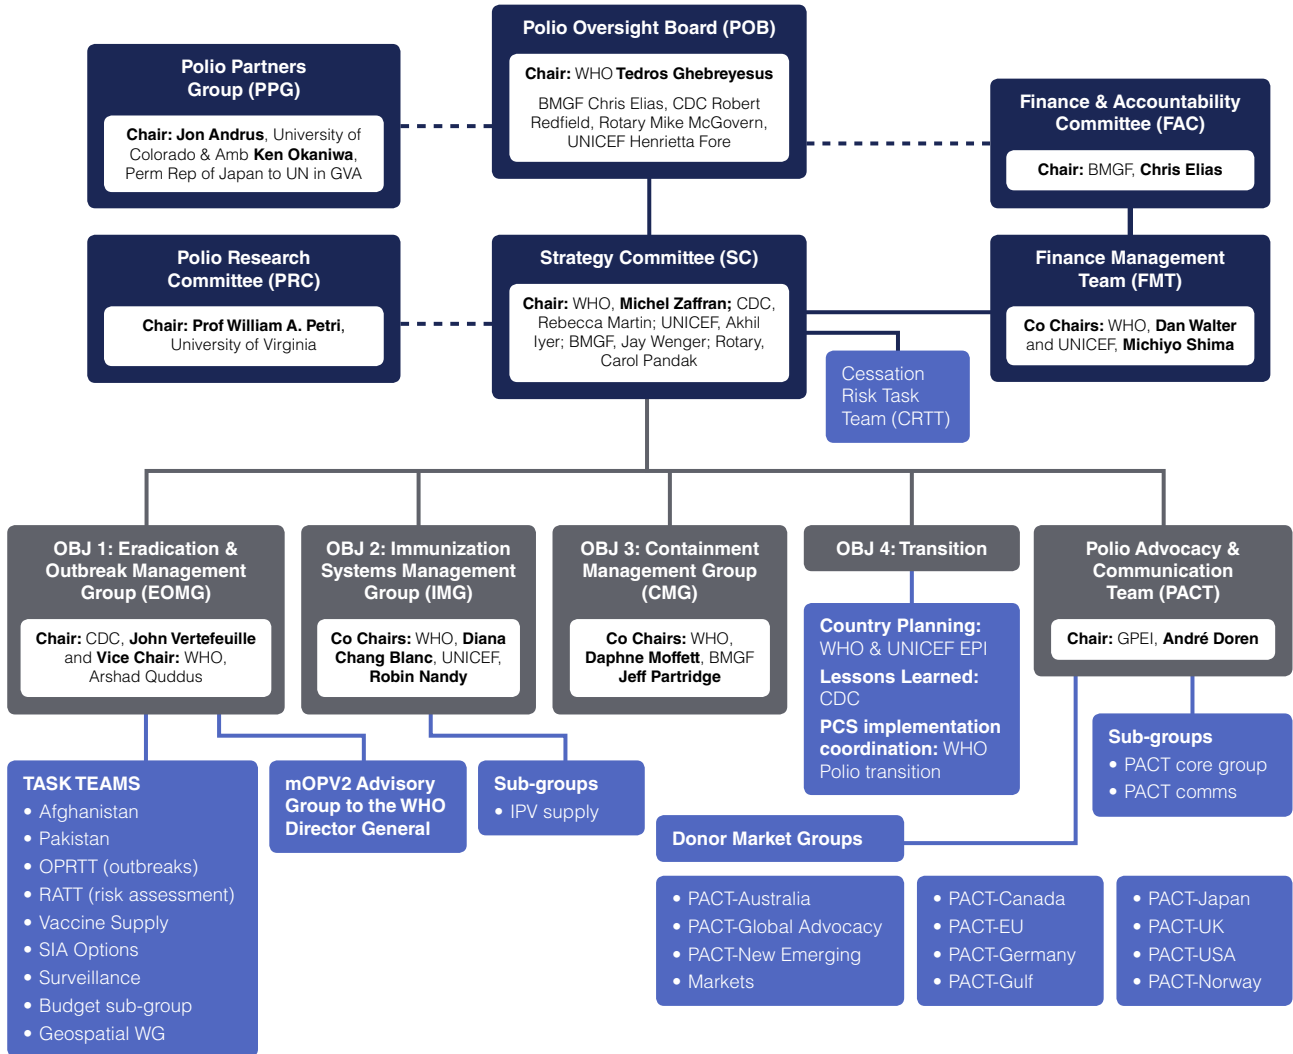 Polio Oversight Board (POB)
Chair: WHO Tedros Ghebreyesus
BMGF Chris Elias, CDC Robert
Redfield, Rotary Mike McGovern,
UNICEF Henrietta Fore
Polio Partners
Group (PPG)
Chair: Jon Andrus, University of
Colorado & Amb Ken Okaniwa,
Perm Rep of Japan to UN in GVA
Finance & Accountability
Committee (FAC)
Chair: BMGF, Chris Elias
Polio Research
Committee (PRC)
Chair: Prof William A. Petri,
University of Virginia
Strategy Committee (SC)
Chair: WHO, Michel Zaffran; CDC,
Rebecca Martin; UNICEF, Akhil
Iyer; BMGF, Jay Wenger; Rotary,
Carol Pandak
Finance Management
Team (FMT)
Co Chairs: WHO, Dan Walter
and UNICEF, Michiyo Shima
Cessation
Risk Task
Team (CRTT)
OBJ 1: Eradication &
Outbreak Management
Group (EOMG)
Chair: CDC, John Vertefeuille
and Vice Chair: WHO,
Arshad Quddus
OBJ 2: Immunization
Systems Management
Group (IMG)
Co Chairs: WHO, Diana
Chang Blanc, UNICEF,
Robin Nandy
OBJ 3: Containment
Management Group
(CMG)
Co Chairs: WHO,
Daphne Moffett, BMGF
Jeff Partridge
OBJ 4: Transition
Country Planning:
WHO & UNICEF EPI
Lessons Learned:
CDC
PCS implementation
coordination: WHO
Polio transition
Polio Advocacy &
Communication
Team (PACT)
Chair: GPEI, André Doren
TASK TEAMS
• Afghanistan
• Pakistan
• OPRTT (outbreaks)
• RATT (risk assessment)
• Vaccine Supply
• SIA Options
• Surveillance
• Budget sub-group
• Geospatial WG
mOPV2 Advisory
Group to the WHO
Director General
Sub-groups
• IPV supply
Sub-groups
• PACT core group
• PACT comms
Donor Market Groups
• PACT-Australia
• PACT-Global Advocacy
• PACT-New Emerging
• Markets
• PACT-Canada
• PACT-EU
• PACT-Germany
• PACT-Gulf
• PACT-Japan
• PACT-UK
• PACT-USA
• PACT-Norway